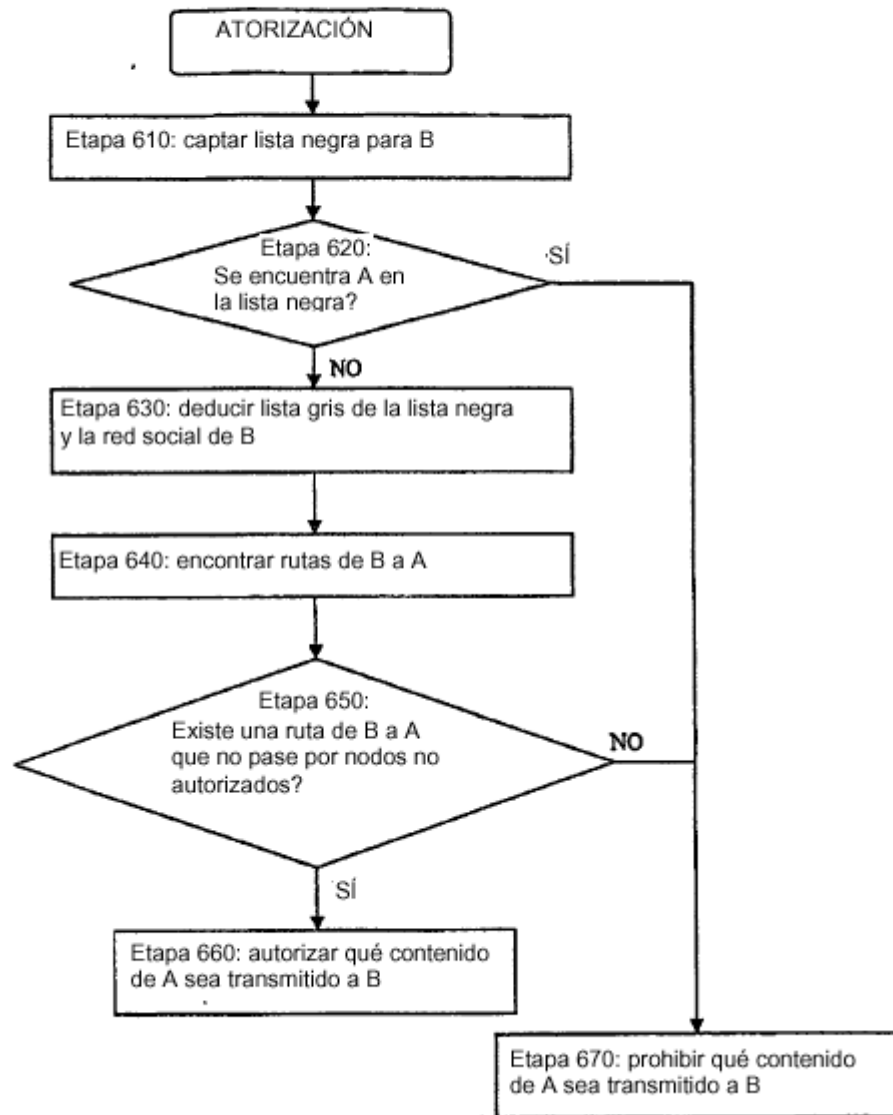 ATORIZACIÓN
Etapa 610: captar lista negra para B
Etapa 620:
Se encuentra A en
la lista negra?
SÍ
NO
Etapa 630: deducir lista gris de la lista negra
y la red social de B
Etapa 640: encontrar rutas de B a A
Etapa 650:
Existe una ruta de B a A
que no pase por nodos no
autorizados?
NO
SÍ
Etapa 660: autorizar qué contenido
de A sea transmitido a B
Etapa 670: prohibir qué contenido
de A sea transmitido a B